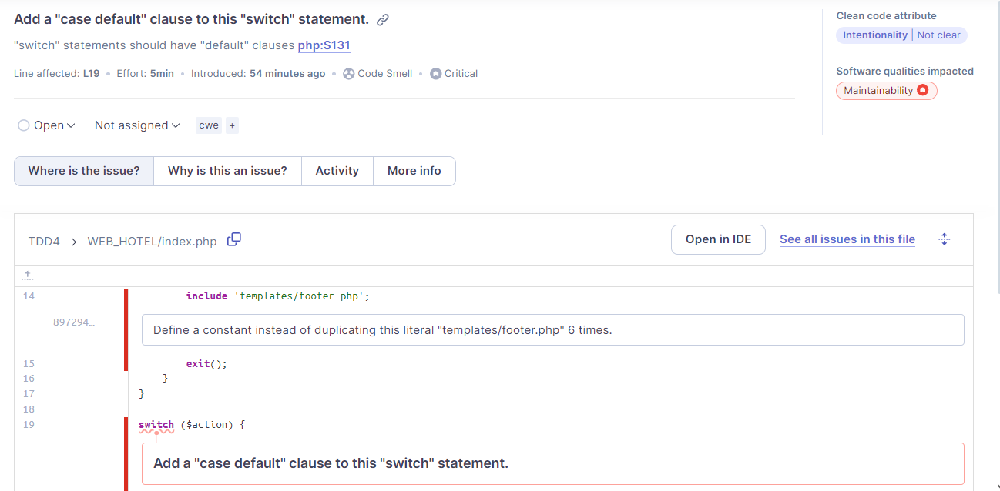 Add a "case default" clause to this "switch" statement.
"switch" statements should have "default" clauses php:S131
Line affected: L19 • Effort: 5min • Introduced: 54 minutes ago • Code Smell • Critical
Clean code attribute
Intentionality | Not clear
Software qualities impacted
Maintainability
Open Not assigned cwe +
Where is the issue? Why is this an issue? Activity More info
TDD4 > WEB_HOTEL/index.php Open in IDE See all issues in this file
14 include 'templates/footer.php';
897294…
Define a constant instead of duplicating this literal "templates/footer.php" 6 times.
15 exit();
16 }
17 }
18
19 switch ($action) {
Add a "case default" clause to this "switch" statement.